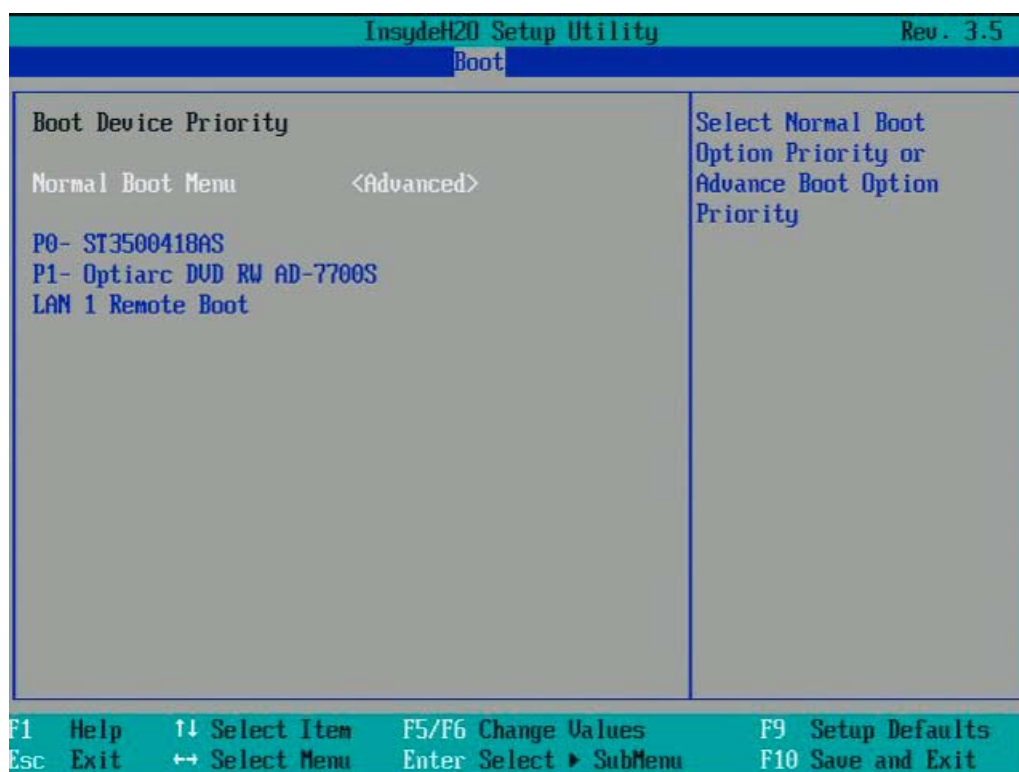 InsydeH2O Setup Utility Rev. 3.5
Boot
Boot Device Priority
Normal Boot Menu <Advanced>
P0- ST3500418AS
P1- Optiarc DVD RW AD-7700S
LAN 1 Remote Boot
Select Normal Boot
Option Priority or
Advance Boot Option
Priority
F1 Help ↑↓ Select Item F5/F6 Change Values F9 Setup Defaults
Esc Exit ↔ Select Menu Enter Select ▶ SubMenu F10 Save and Exit